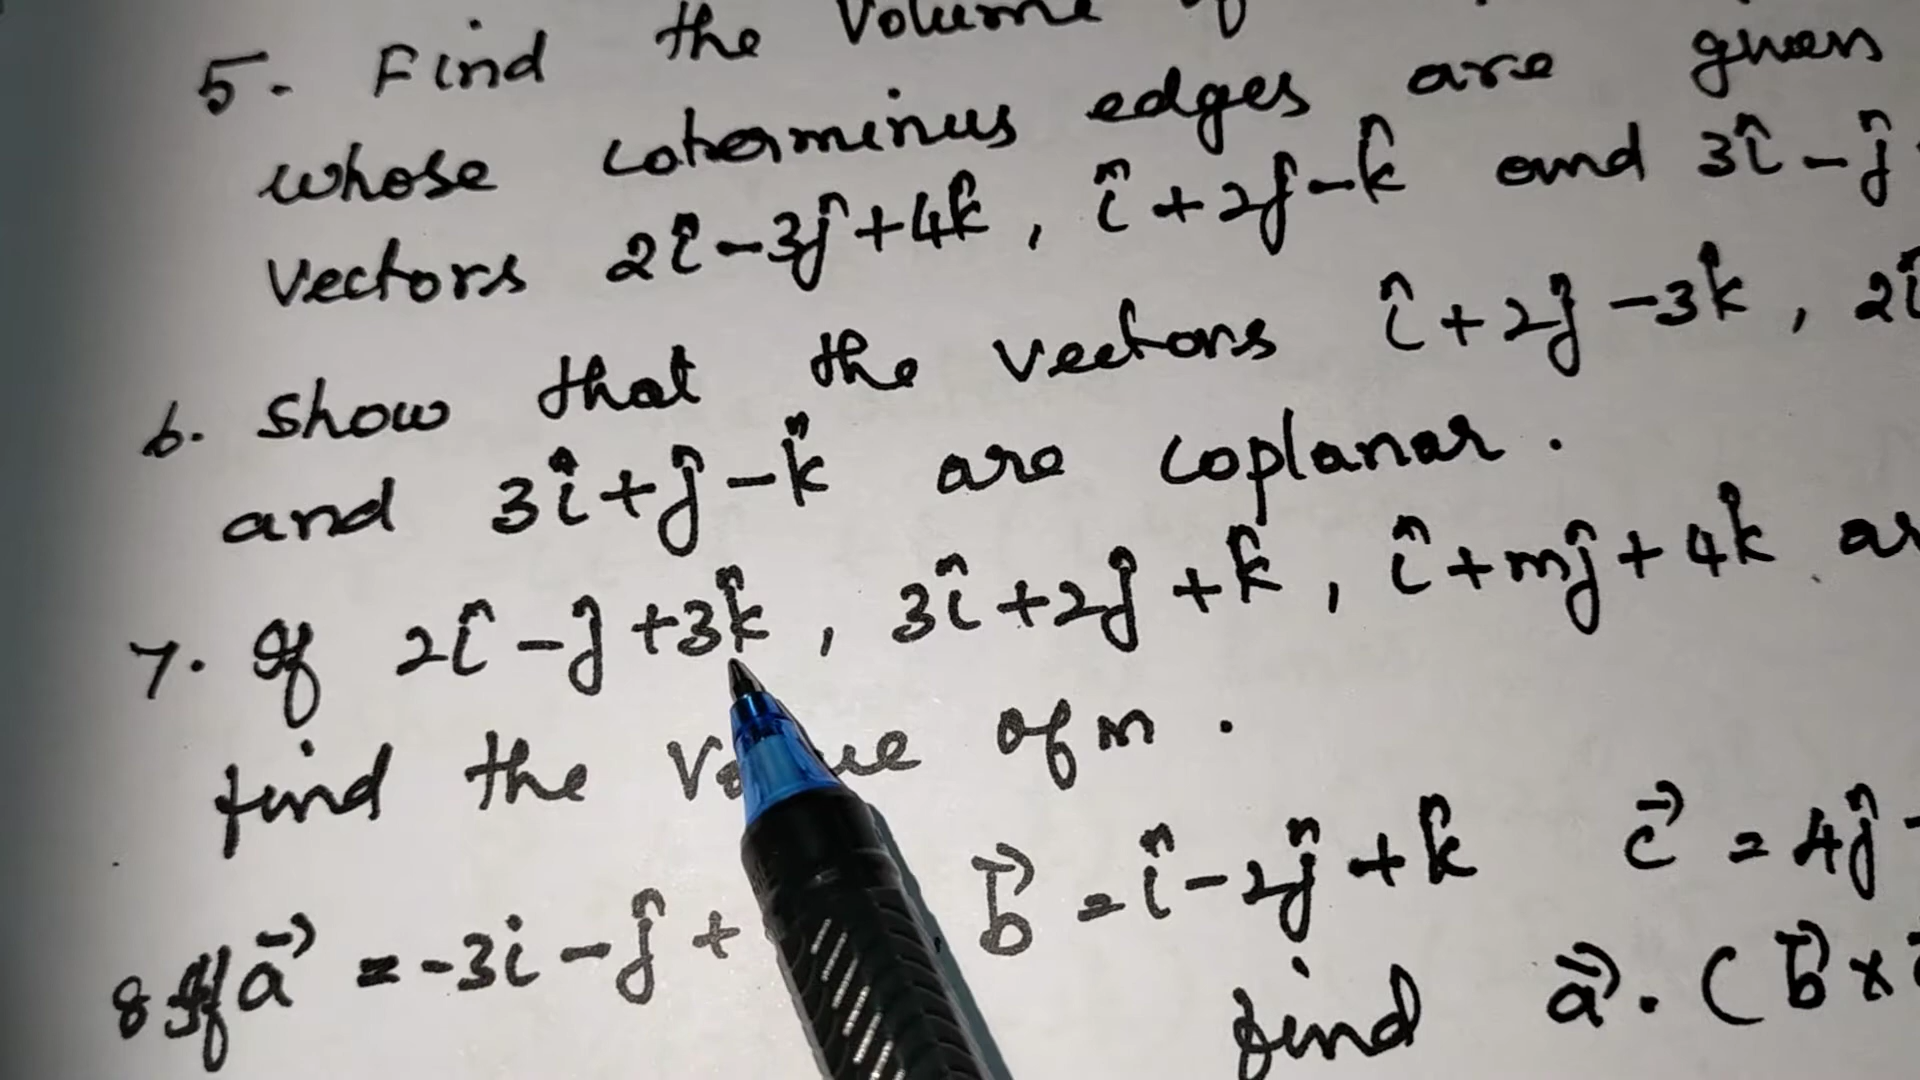 5. Find the Volume
whose coterminus edges are given
vectors 2î-3ĵ+4k̂, î+2ĵ-k̂ and 3î-ĵ
6. Show that the vectors î+2ĵ-3k̂, 2î
and 3î+ĵ-k̂ are coplanar.
7. If 2î-ĵ+3k̂, 3î+2ĵ+k̂, î+mĵ+4k̂
find the of m.
8 If a⃗ = -3i-ĵ+ b⃗ = î-2ĵ+k̂ c⃗ = 4ĵ
find a⃗.(b⃗×